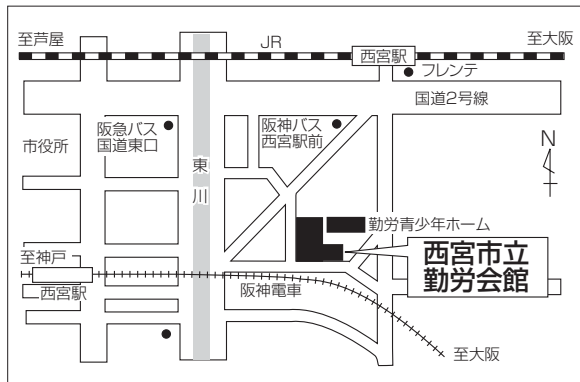 至芦屋
JR
西宮駅
至大阪
フレンテ
国道2号線
市役所
阪急バス
国道東口
東川
阪神バス
西宮駅前
N
勤労青少年ホーム
西宮市立
勤労会館
至神戸
西宮駅
阪神電車
至大阪